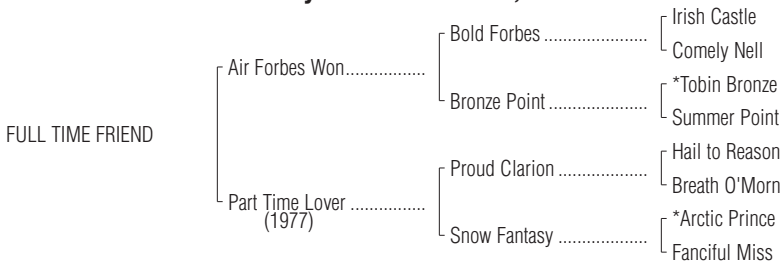 Irish Castle
Bold Forbes ......................
Comely Nell
Air Forbes Won.................
*Tobin Bronze
Bronze Point ......................
Summer Point
FULL TIME FRIEND
Hail to Reason
Proud Clarion ....................
Breath O'Morn
Part Time Lover ................
(1977)
*Arctic Prince
Snow Fantasy ....................
Fanciful Miss